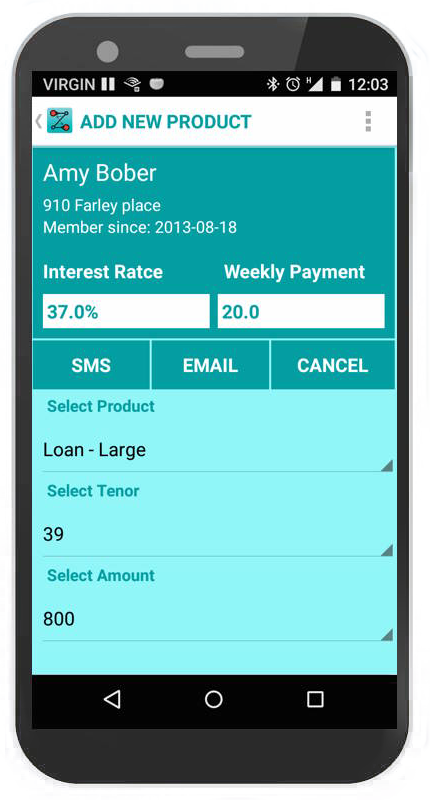 VIRGIN H 12:03
ADD NEW PRODUCT
Amy Bober
910 Farley place
Member since: 2013-08-18
Interest Ratce Weekly Payment
37.0% 20.0
SMS EMAIL CANCEL
Select Product
Loan - Large
Select Tenor
39
Select Amount
800